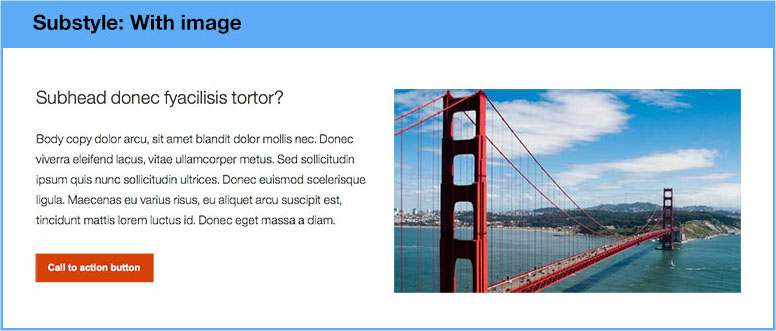 Substyle: With image
Subhead donec fyacilisis tortor?
Body copy dolor arcu, sit amet blandit dolor mollis nec. Donec
viverra eleifend lacus, vitae ullamcorper metus. Sed sollicitudin
ipsum quis nunc sollicitudin ultrices. Donec euismod scelerisque
ligula. Maecenas eu varius risus, eu aliquet arcu suscipit est,
tincidunt mattis lorem luctus id. Donec eget massa a diam.
Call to action button